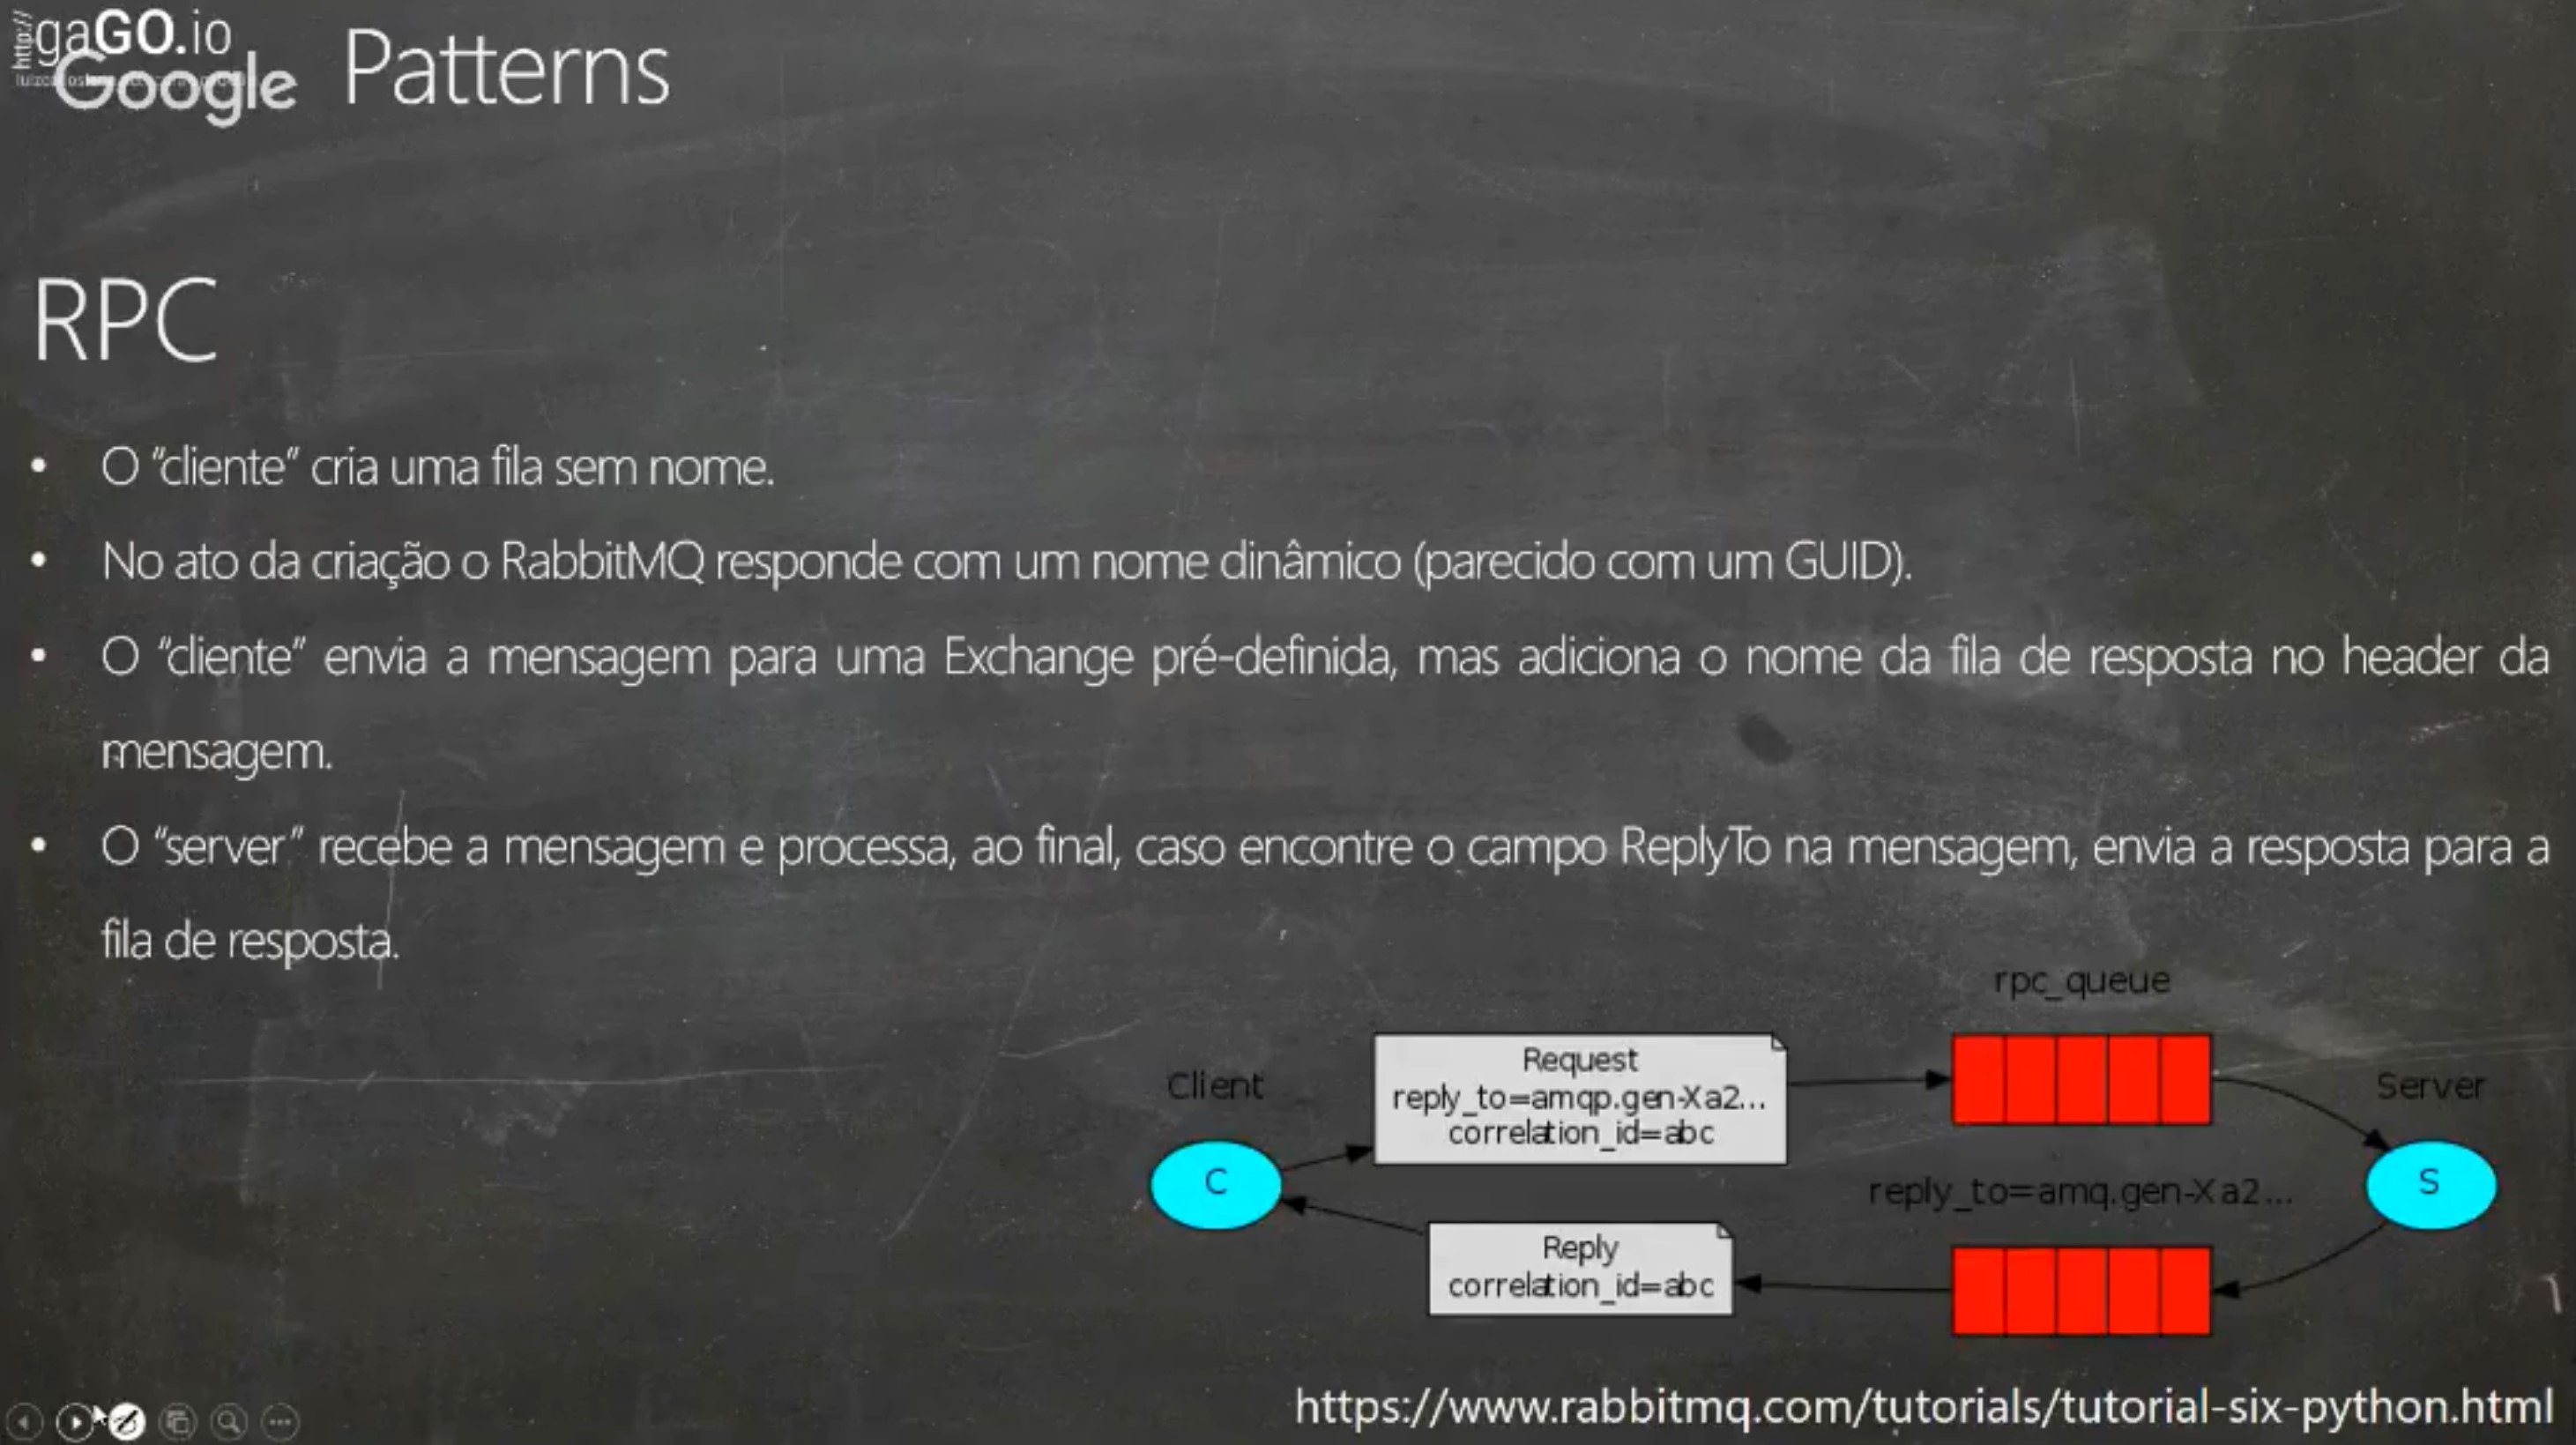 http://
gaGO.io
Google
Patterns
RPC
• O “cliente” cria uma fila sem nome.
• No ato da criação o RabbitMQ responde com um nome dinâmico (parecido com um GUID).
• O “cliente” envia a mensagem para uma Exchange pré-definida, mas adiciona o nome da fila de resposta no header da
mensagem.
• O “server” recebe a mensagem e processa, ao final, caso encontre o campo ReplyTo na mensagem, envia a resposta para a
fila de resposta.
rpc_queue
Client
Request
reply_to=amqp.gen-Xa2...
correlation_id=abc
Server
C
S
reply_to=amq.gen-Xa2...
Reply
correlation_id=abc
https://www.rabbitmq.com/tutorials/tutorial-six-python.html